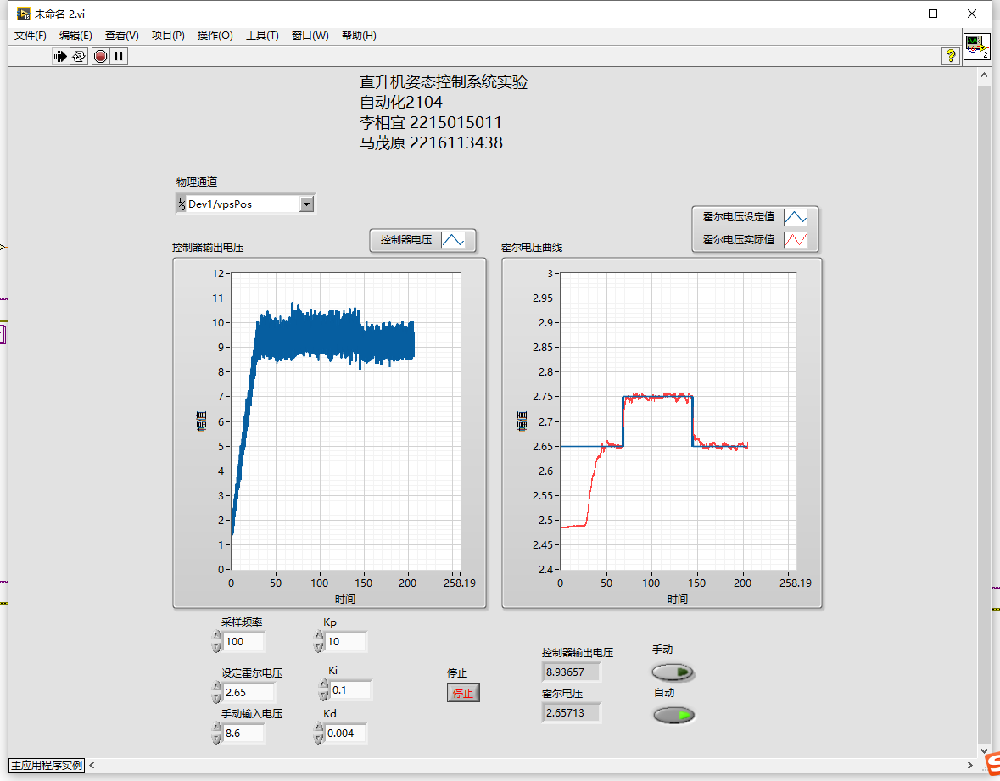 未命名 2.vi
文件(F) 编辑(E) 查看(V) 项目(P) 操作(O) 工具(T) 窗口(W) 帮助(H)
?
2
直升机姿态控制系统实验
自动化2104
李相宜 2215015011
马茂原 2216113438
物理通道
I/0 Dev1/vpsPos
控制器输出电压
控制器电压
12
11
10
9
8
7
6
5
4
3
2
1
0
幅值
0 50 100 150 200 258.19
时间
霍尔电压曲线
霍尔电压设定值
霍尔电压实际值
3
2.95
2.9
2.85
2.8
2.75
2.7
2.65
2.6
2.55
2.5
2.45
2.4
幅值
0 50 100 150 200 258.19
时间
采样频率
100
Kp
10
设定霍尔电压
2.65
Ki
0.1
手动输入电压
8.6
Kd
0.004
停止
停止
控制器输出电压
8.93657
霍尔电压
2.65713
手动
自动
主应用程序实例